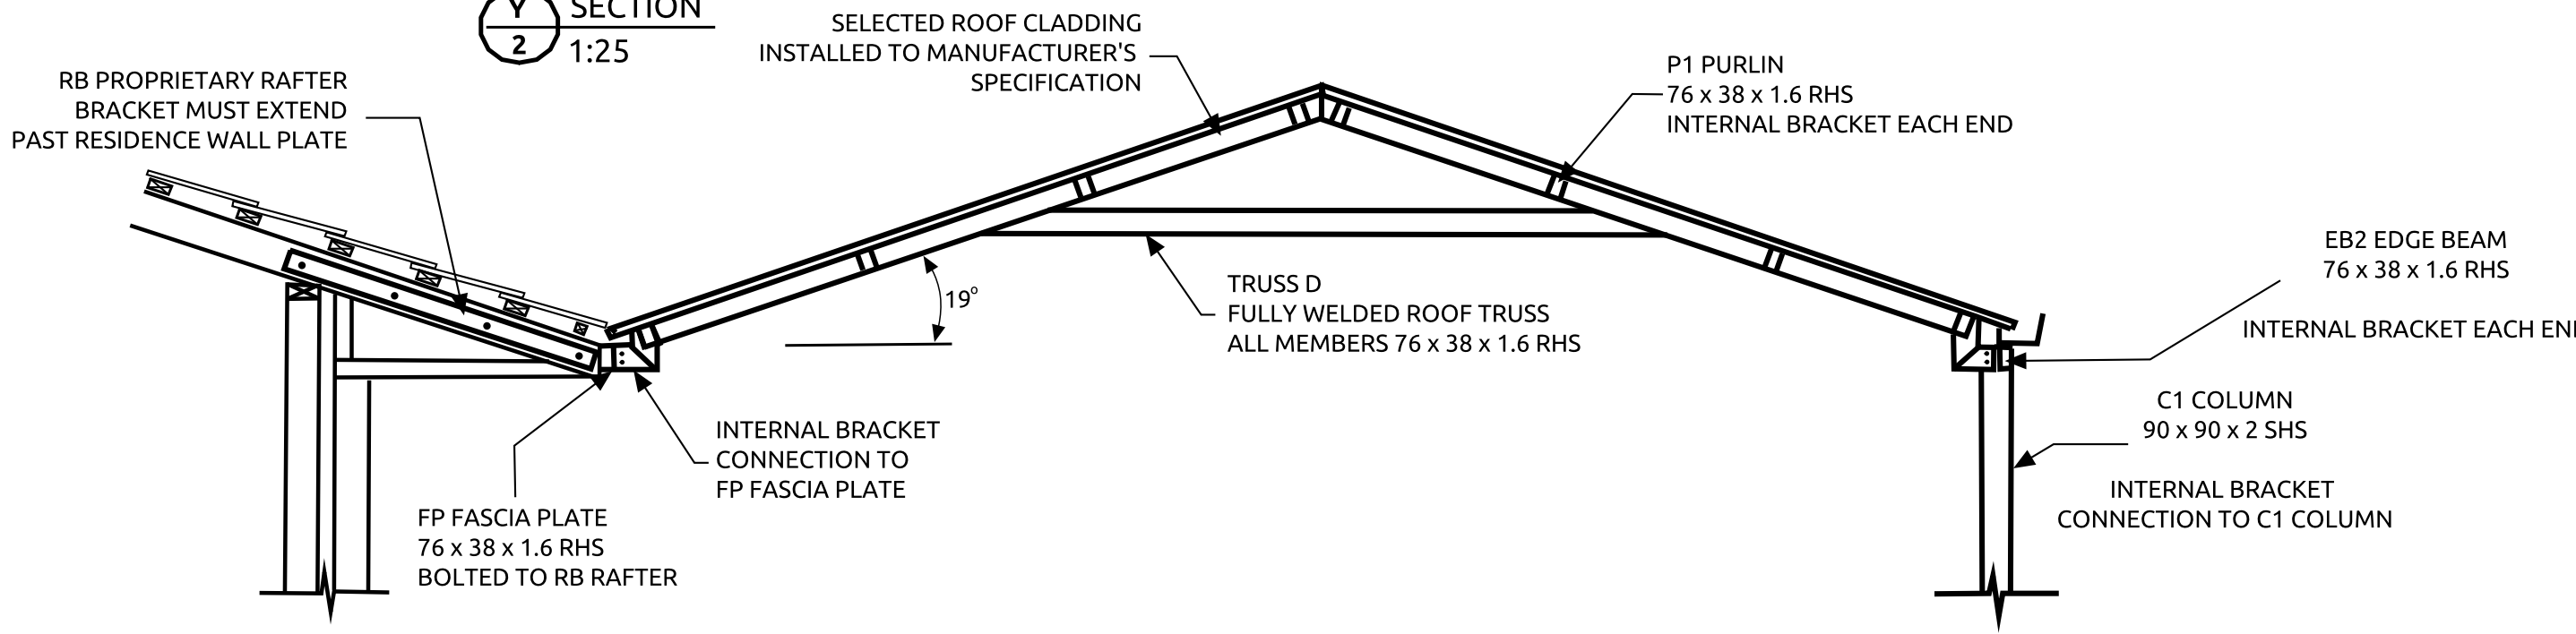 Y
SECTION
2
1:25
SELECTED ROOF CLADDING
INSTALLED TO MANUFACTURER'S
SPECIFICATION
RB PROPRIETARY RAFTER
BRACKET MUST EXTEND
PAST RESIDENCE WALL PLATE
P1 PURLIN
76 x 38 x 1.6 RHS
INTERNAL BRACKET EACH END
EB2 EDGE BEAM
76 x 38 x 1.6 RHS
INTERNAL BRACKET EACH END
19°
TRUSS D
FULLY WELDED ROOF TRUSS
ALL MEMBERS 76 x 38 x 1.6 RHS
C1 COLUMN
90 x 90 x 2 SHS
INTERNAL BRACKET
CONNECTION TO C1 COLUMN
INTERNAL BRACKET
CONNECTION TO
FP FASCIA PLATE
FP FASCIA PLATE
76 x 38 x 1.6 RHS
BOLTED TO RB RAFTER